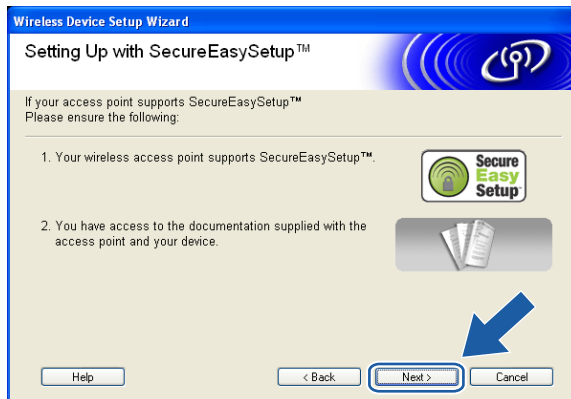 Wireless Device Setup Wizard
Setting Up with SecureEasySetup™
If your access point supports SecureEasySetup™
Please ensure the following:
1. Your wireless access point supports SecureEasySetup™.
Secure
Easy
Setup
2. You have access to the documentation supplied with the
access point and your device.
Help
< Back
Next >
Cancel